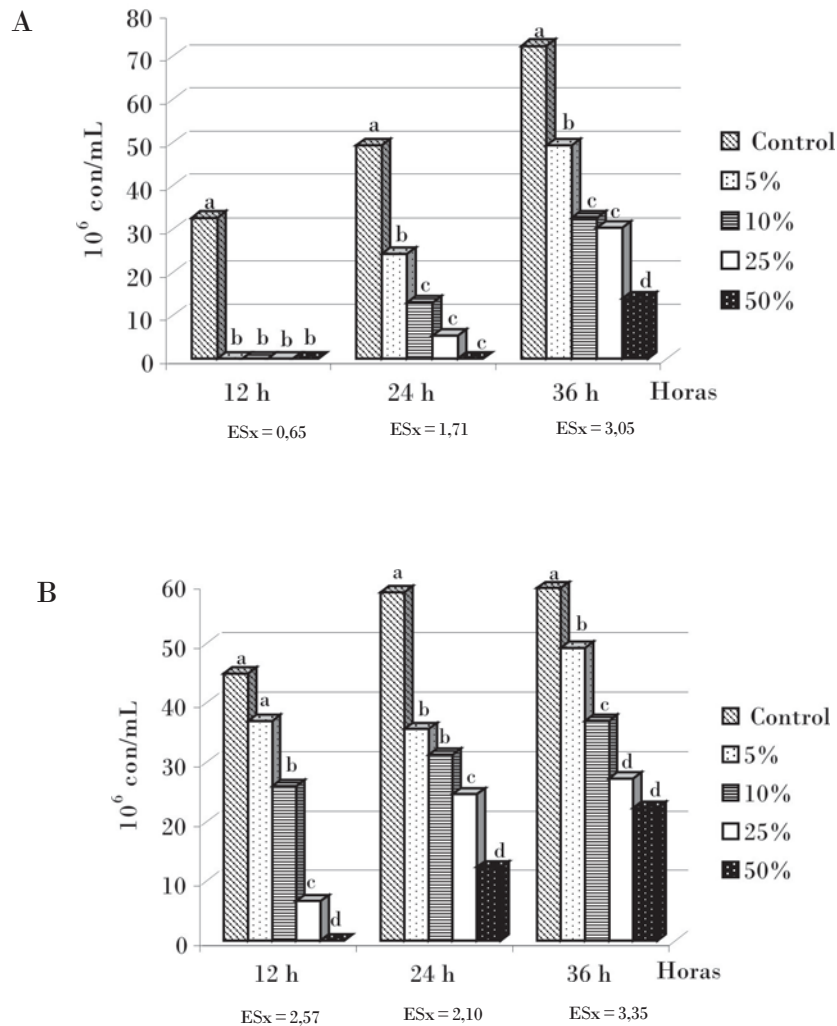 A
80
70
60
50
40
30
20
10
0
10⁶ con/mL
a
b b b b
a
b
c
c
c
a
b
c
c
d
Control
5%
10%
25%
50%
12 h 24 h 36 h Horas
ESx = 0,65 ESx = 1,71 ESx = 3,05
B
60
50
40
30
20
10
0
10⁶ con/mL
a
a
b
c
d
a
b
b
c
d
a
b
c
d
d
Control
5%
10%
25%
50%
12 h 24 h 36 h Horas
ESx = 2,57 ESx = 2,10 ESx = 3,35